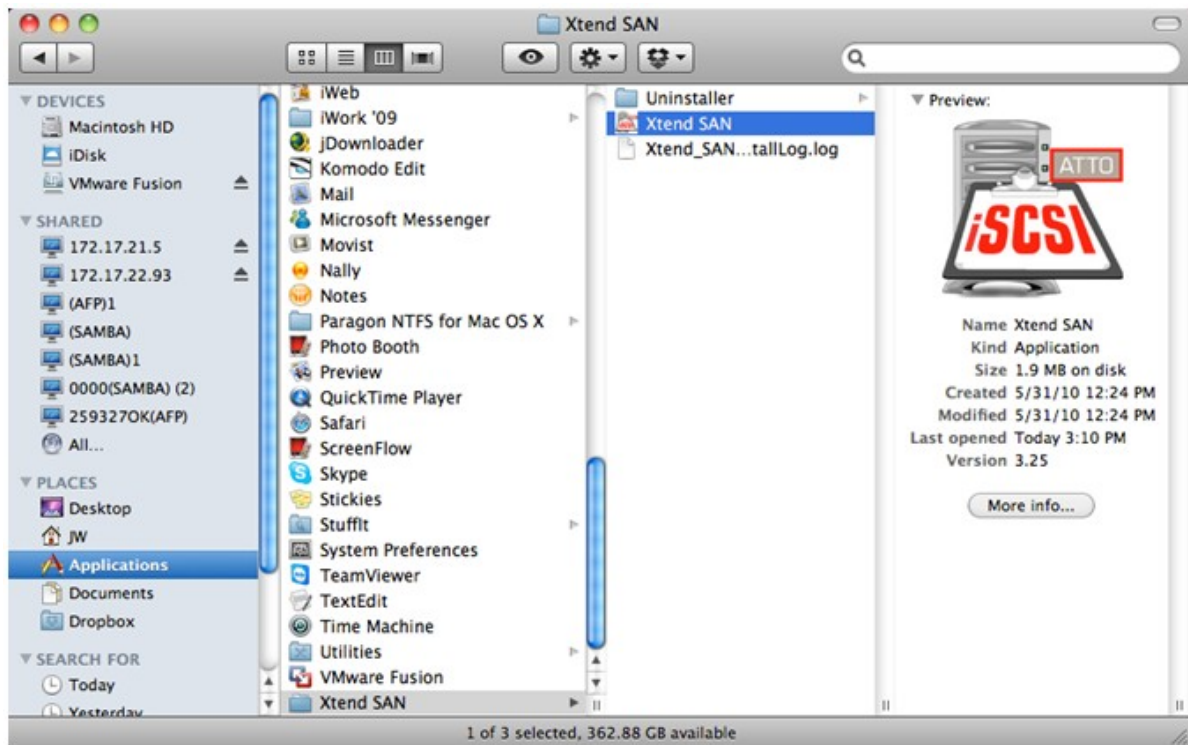 Xtend SAN
DEVICES
Macintosh HD
iDisk
VMware Fusion
SHARED
172.17.21.5
172.17.22.93
(AFP)1
(SAMBA)
(SAMBA)1
0000(SAMBA) (2)
259327OK(AFP)
All...
PLACES
Desktop
JW
Applications
Documents
Dropbox
SEARCH FOR
Today
Yesterday
iWeb
iWork '09
jDownloader
Komodo Edit
Mail
Microsoft Messenger
Movist
Nally
Notes
Paragon NTFS for Mac OS X
Photo Booth
Preview
QuickTime Player
Safari
ScreenFlow
Skype
Stickies
StuffIt
System Preferences
TeamViewer
TextEdit
Time Machine
Utilities
VMware Fusion
Xtend SAN
Uninstaller
Xtend SAN
Xtend_SAN...tallLog.log
Preview:
ATTO
iSCSI
Name Xtend SAN
Kind Application
Size 1.9 MB on disk
Created 5/31/10 12:24 PM
Modified 5/31/10 12:24 PM
Last opened Today 3:10 PM
Version 3.25
More info...
1 of 3 selected, 362.88 GB available